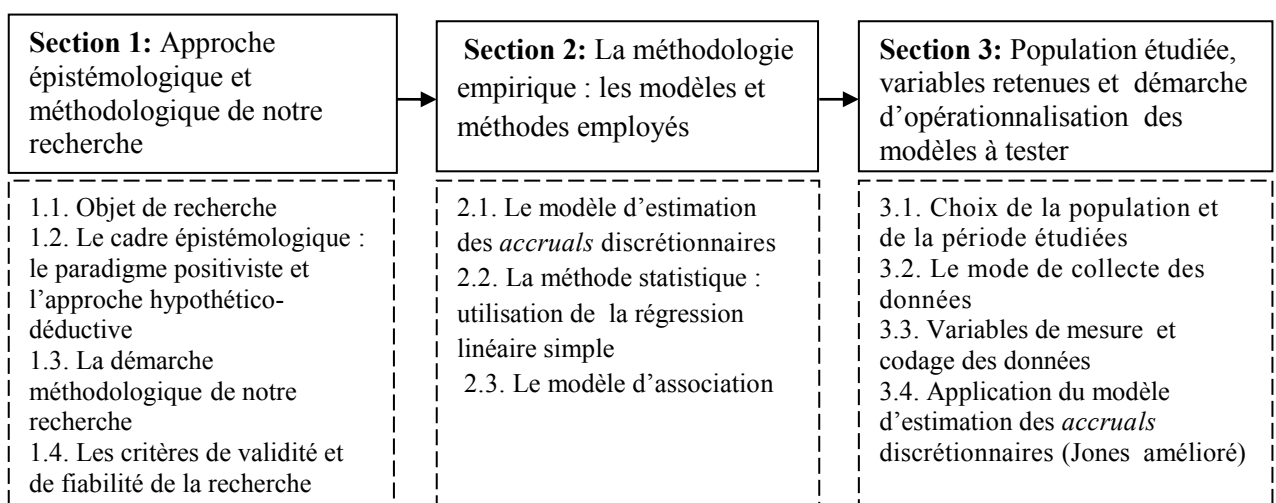 Section 1: Approche
épistémologique et
méthodologique de notre
recherche
1.1. Objet de recherche
1.2. Le cadre épistémologique :
le paradigme positiviste et
l’approche hypothético-
déductive
1.3. La démarche
méthodologique de notre
recherche
1.4. Les critères de validité et
de fiabilité de la recherche
Section 2: La méthodologie
empirique : les modèles et
méthodes employés
2.1. Le modèle d’estimation
des accruals discrétionnaires
2.2. La méthode statistique :
utilisation de la régression
linéaire simple
2.3. Le modèle d’association
Section 3: Population étudiée,
variables retenues et démarche
d’opérationnalisation des
modèles à tester
3.1. Choix de la population et
de la période étudiées
3.2. Le mode de collecte des
données
3.3. Variables de mesure et
codage des données
3.4. Application du modèle
d’estimation des accruals
discrétionnaires (Jones amélioré)